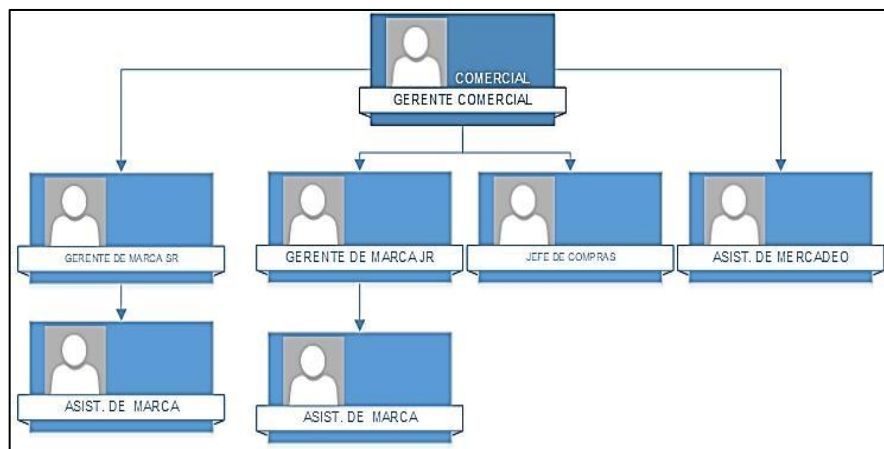 COMERCIAL
GERENTE COMERCIAL
GERENTE DE MARCA SR
GERENTE DE MARCA JR
JEFE DE COMPRAS
ASIST. DE MERCADEO
ASIST. DE MARCA
ASIST. DE MARCA